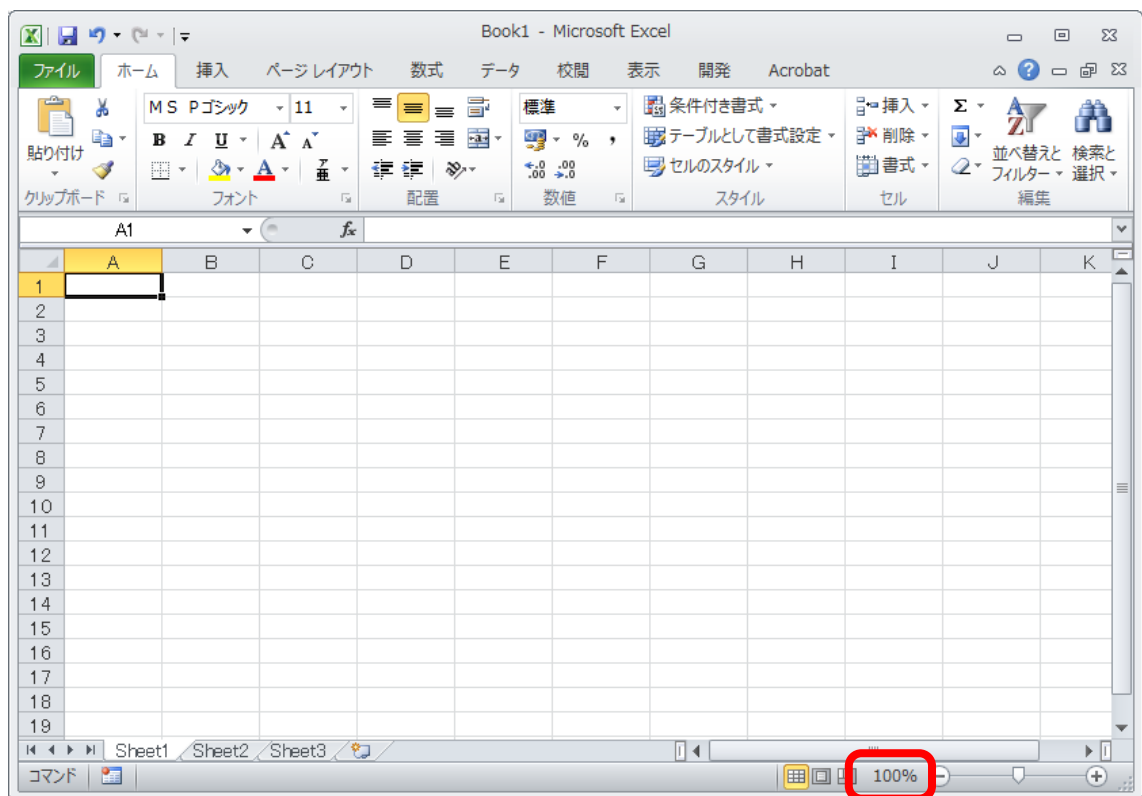 Book1 - Microsoft Excel
ファイル ホーム 挿入 ページ レイアウト 数式 データ 校閲 表示 開発 Acrobat
貼り付け
クリップボード
ＭＳ Ｐゴシック 11
B I U A A
フォント
配置
標準
% ,
.0 .00 .00 .0
数値
条件付き書式
テーブルとして書式設定
セルのスタイル
スタイル
挿入
削除
書式
セル
Σ
並べ替えと
フィルター
検索と
選択
編集
A1 fx
A B C D E F G H I J K
1
2
3
4
5
6
7
8
9
10
11
12
13
14
15
16
17
18
19
Sheet1 Sheet2 Sheet3
コマンド 100%